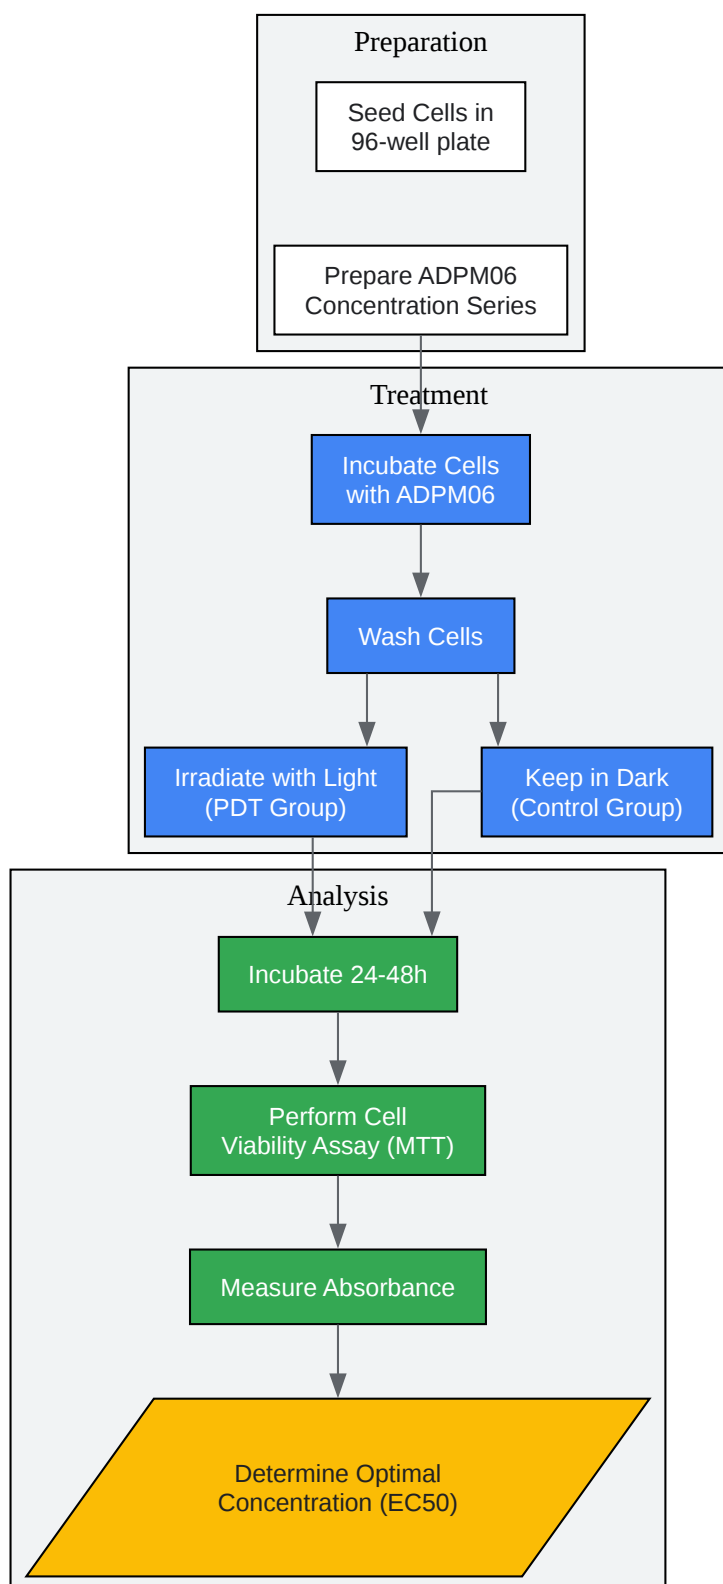 Preparation
Seed Cells in
96-well plate
Prepare ADPM06
Concentration Series
Treatment
Incubate Cells
with ADPM06
Wash Cells
Irradiate with Light
(PDT Group)
Keep in Dark
(Control Group)
Analysis
Incubate 24-48h
Perform Cell
Viability Assay (MTT)
Measure Absorbance
Determine Optimal
Concentration (EC50)